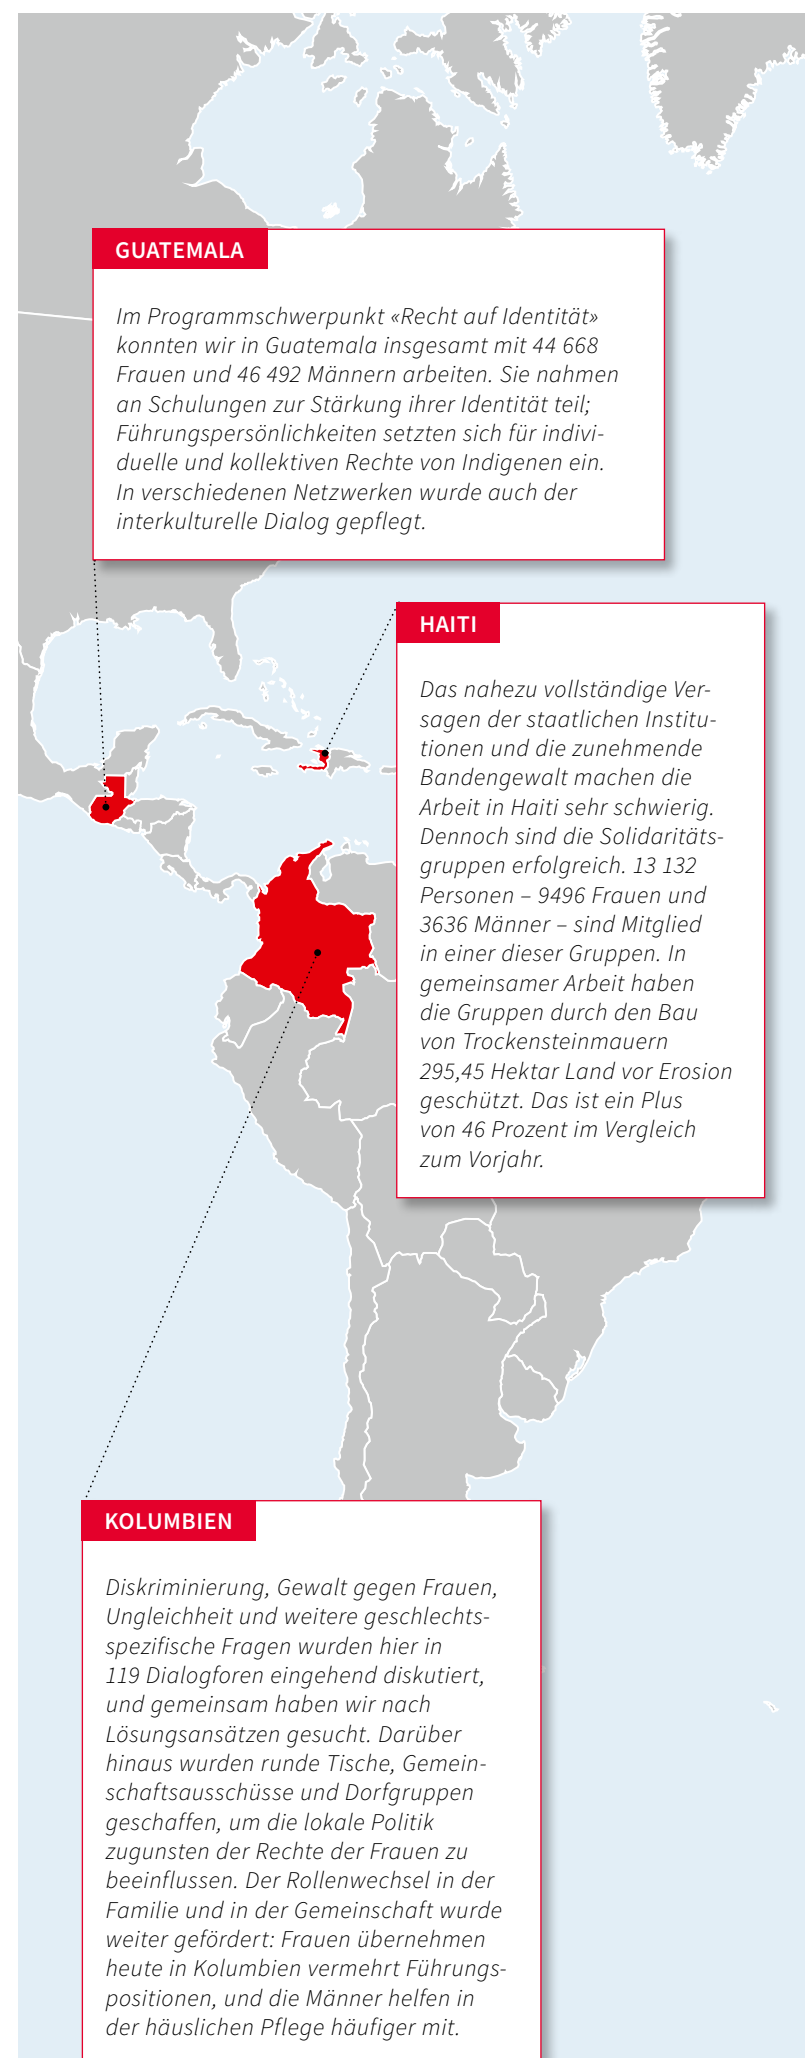 GUATEMALA
Im Programmschwerpunkt «Recht auf Identität»
konnten wir in Guatemala insgesamt mit 44 668
Frauen und 46 492 Männern arbeiten. Sie nahmen
an Schulungen zur Stärkung ihrer Identität teil;
Führungspersönlichkeiten setzten sich für indivi-
duelle und kollektiven Rechte von Indigenen ein.
In verschiedenen Netzwerken wurde auch der
interkulturelle Dialog gepflegt.
HAITI
Das nahezu vollständige Ver-
sagen der staatlichen Institu-
tionen und die zunehmende
Bandengewalt machen die
Arbeit in Haiti sehr schwierig.
Dennoch sind die Solidaritäts-
gruppen erfolgreich. 13 132
Personen – 9496 Frauen und
3636 Männer – sind Mitglied
in einer dieser Gruppen. In
gemeinsamer Arbeit haben
die Gruppen durch den Bau
von Trockensteinmauern
295,45 Hektar Land vor Erosion
geschützt. Das ist ein Plus
von 46 Prozent im Vergleich
zum Vorjahr.
KOLUMBIEN
Diskriminierung, Gewalt gegen Frauen,
Ungleichheit und weitere geschlechts-
spezifische Fragen wurden hier in
119 Dialogforen eingehend diskutiert,
und gemeinsam haben wir nach
Lösungsansätzen gesucht. Darüber
hinaus wurden runde Tische, Gemein-
schaftsausschüsse und Dorfgruppen
geschaffen, um die lokale Politik
zugunsten der Rechte der Frauen zu
beeinflussen. Der Rollenwechsel in der
Familie und in der Gemeinschaft wurde
weiter gefördert: Frauen übernehmen
heute in Kolumbien vermehrt Führungs-
positionen, und die Männer helfen in
der häuslichen Pflege häufiger mit.